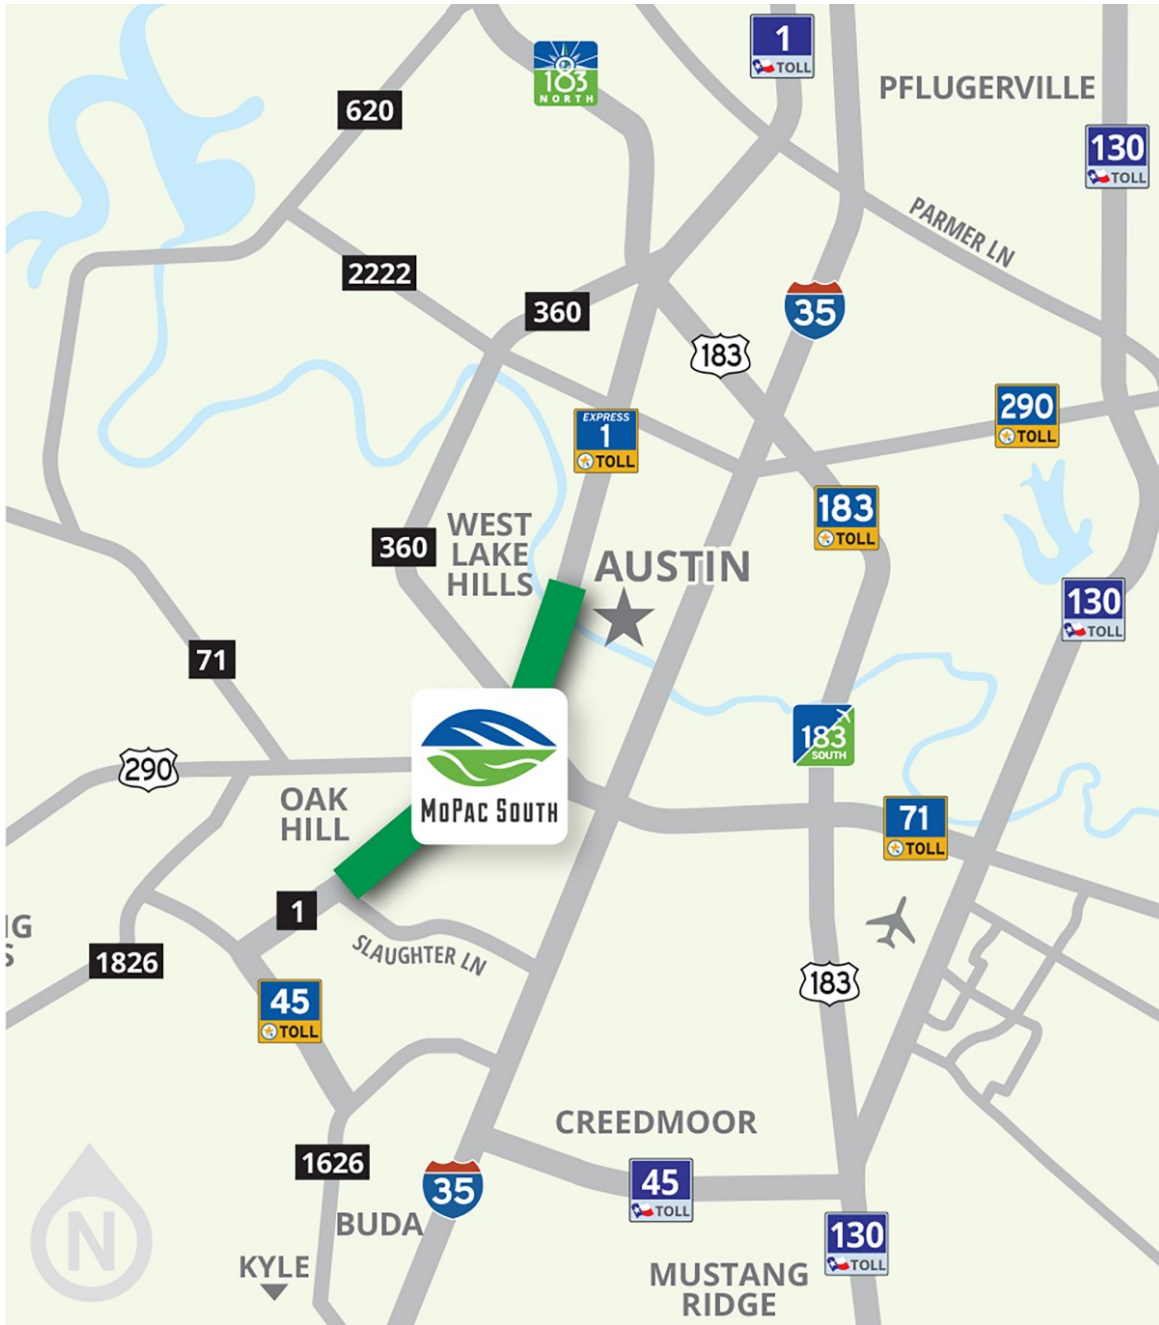 1
TOLL
183
NORTH
PFLUGERVILLE
620
130
TOLL
PARMER LN
2222
360
35
183
290
TOLL
EXPRESS
1
TOLL
183
TOLL
WEST
LAKE
HILLS
360
AUSTIN
130
TOLL
71
183
SOUTH
290
MoPac South
OAK
HILL
71
TOLL
1
SLAUGHTER LN
1826
183
45
TOLL
CREEDMOOR
1626
35
45
TOLL
BUDA
130
TOLL
N
KYLE
MUSTANG
RIDGE